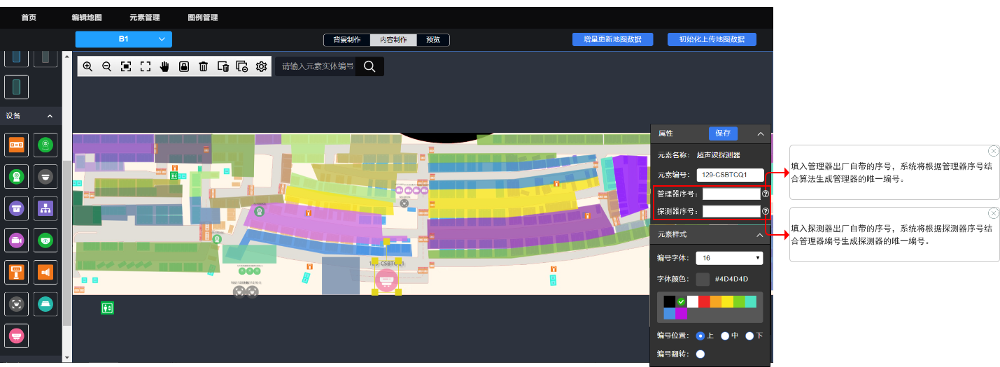 首页 编辑地图 元素管理 图例管理
B1
背景制作 内容制作 预览
增量更新地图数据 初始化上传地图数据
请输入元素实体编号
设备
属性 保存
元素名称： 超声波探测器
元素编号： 129-CSBTCQ1
管理器序号：
探测器序号：
元素样式
编号字体： 16
字体颜色： #4D4D4D
编号位置： 上 中 下
编号翻转：
填入管理器出厂自带的序号，系统将根据管理器序号结
合算法生成管理器的唯一编号。
填入探测器出厂自带的序号，系统将根据探测器序号结
合管理器编号生成探测器的唯一编号。
129-CSBTCQ1